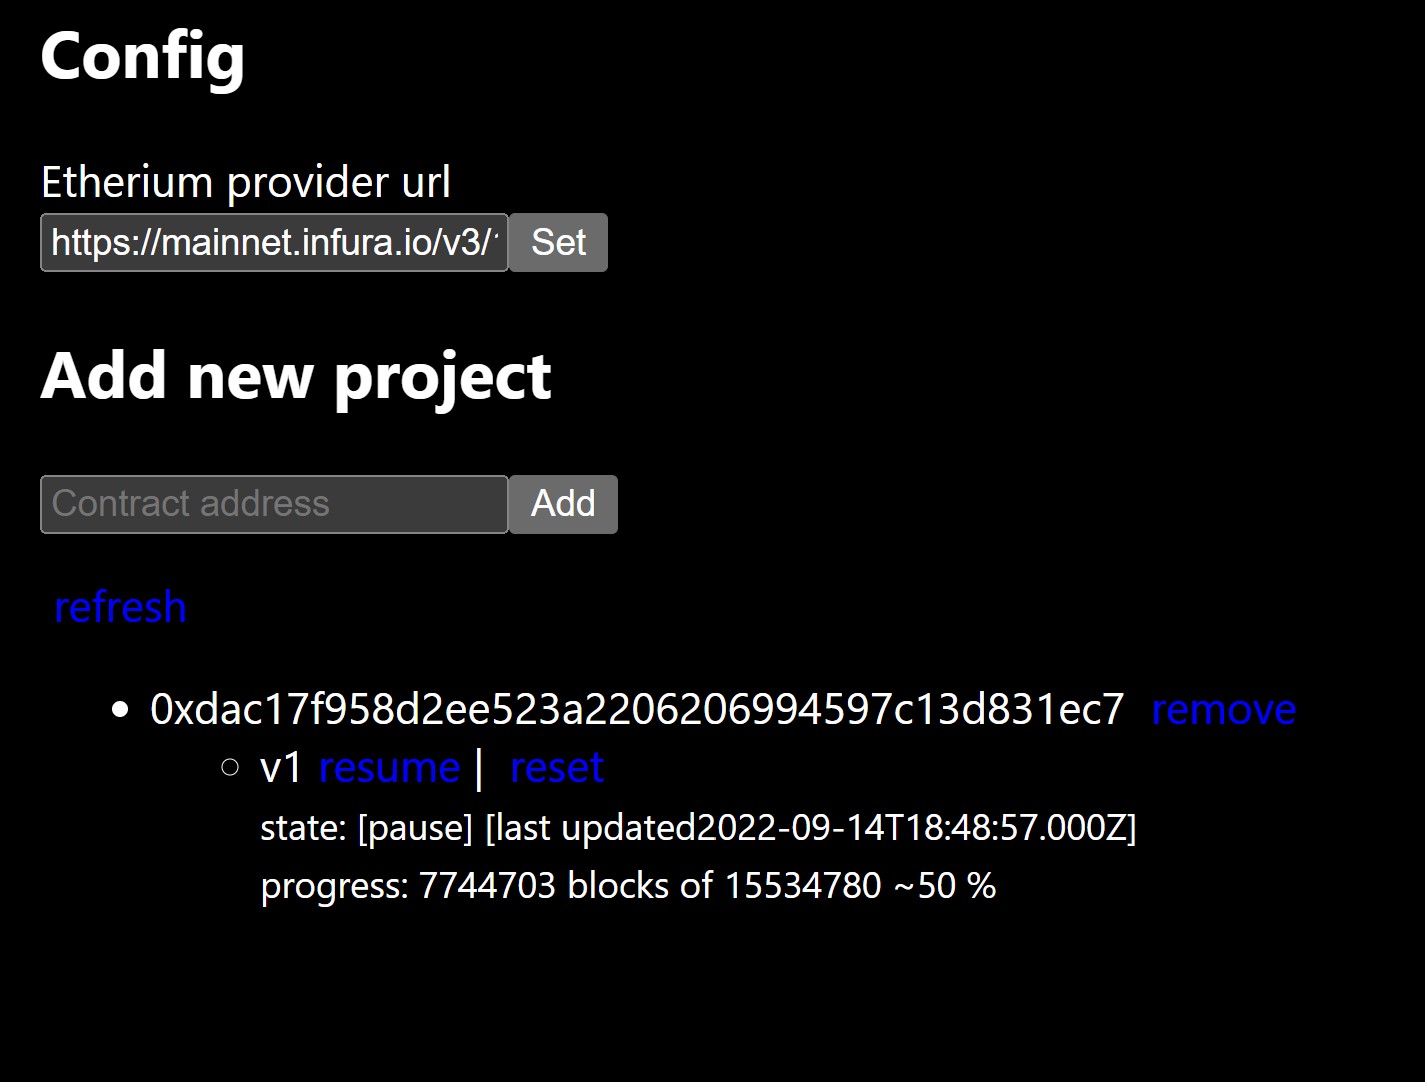 Config
Etherium provider url
https://mainnet.infura.io/v3/ Set
Add new project
Contract address Add
refresh
0xdac17f958d2ee523a2206206994597c13d831ec7 remove
v1 resume | reset
state: [pause] [last updated2022-09-14T18:48:57.000Z]
progress: 7744703 blocks of 15534780 ~50 %